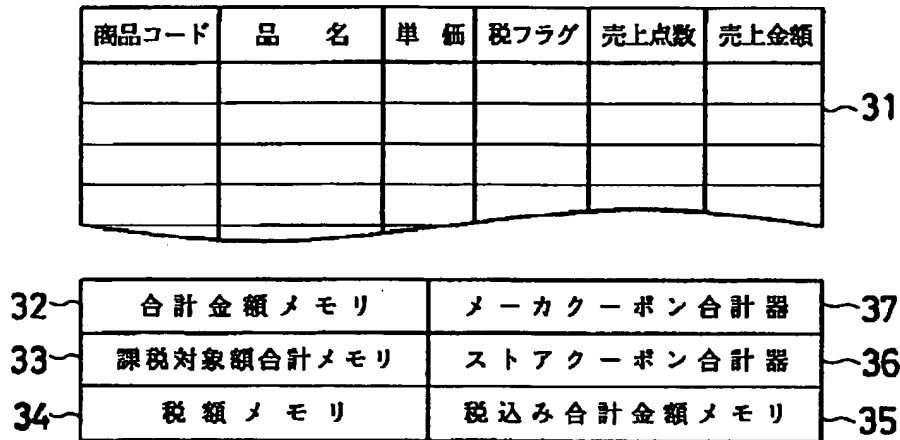 商品コード 品名 単価 税フラグ 売上点数 売上金額
31
32 合計金額メモリ メーカクーポン合計器 37
33 課税対象額合計メモリ ストアクーポン合計器 36
34 税額メモリ 税込み合計金額メモリ 35